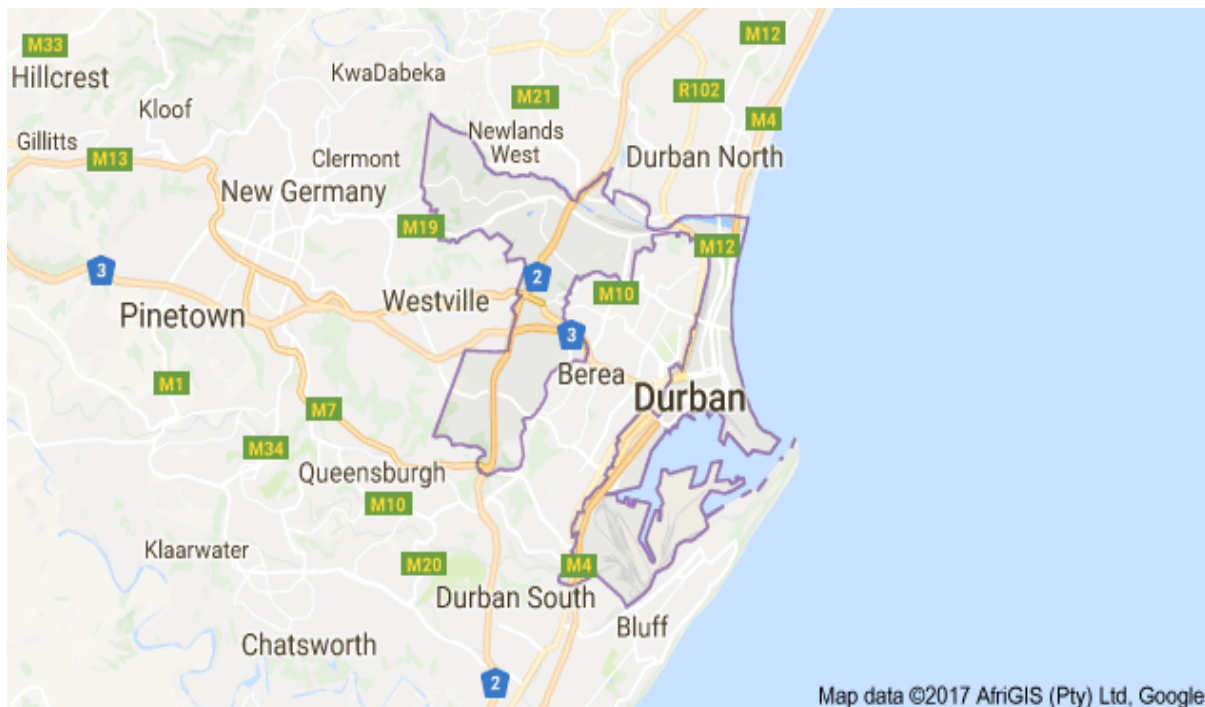 M33
M12
Hillcrest
KwaDabeka
M21
R102
Kloof
M4
Gillitts
Newlands
West
M13
Clermont
Durban North
New Germany
M19
M12
3
2
M10
Westville
Pinetown
3
Berea
M1
Durban
M7
M34
Queensburgh
M10
Klaarwater
M20
M4
Durban South
Bluff
Chatsworth
2
Map data ©2017 AfriGIS (Pty) Ltd, Google